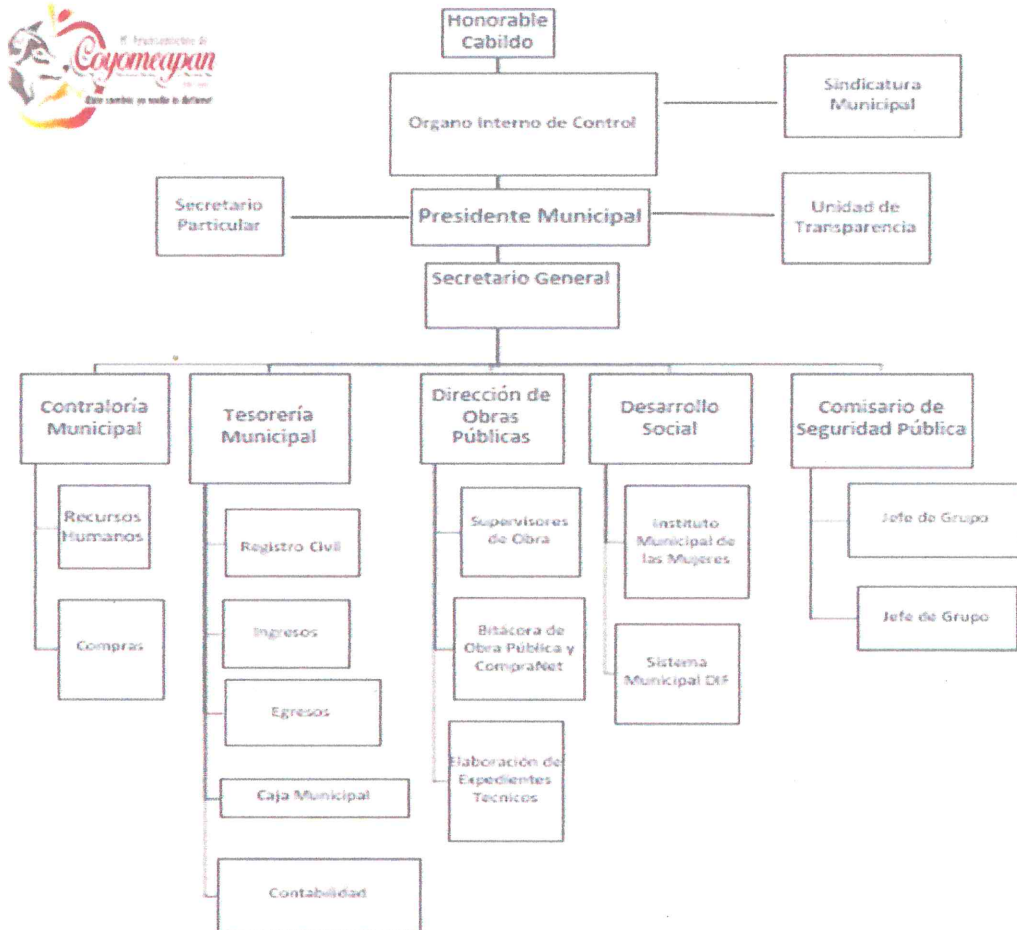 H. Ayuntamiento de
Coyomeapan
Honorable
Cabildo
Organo Interno de Control
Sindicatura
Municipal
Secretario
Particular
Presidente Municipal
Unidad de
Transparencia
Secretario General
Contraloría
Municipal
Tesorería
Municipal
Dirección de
Obras
Públicas
Desarrollo
Social
Comisario de
Seguridad Pública
Recursos
Humanos
Compras
Registro Civil
Ingresos
Egresos
Caja Municipal
Contabilidad
Supervisores
de Obra
Bitácora de
Obra Pública y
CompraNet
Elaboración de
Expedientes
Tecnicos
Instituto
Municipal de
las Mujeres
Sistema
Municipal DIF
Jefe de Grupo
Jefe de Grupo